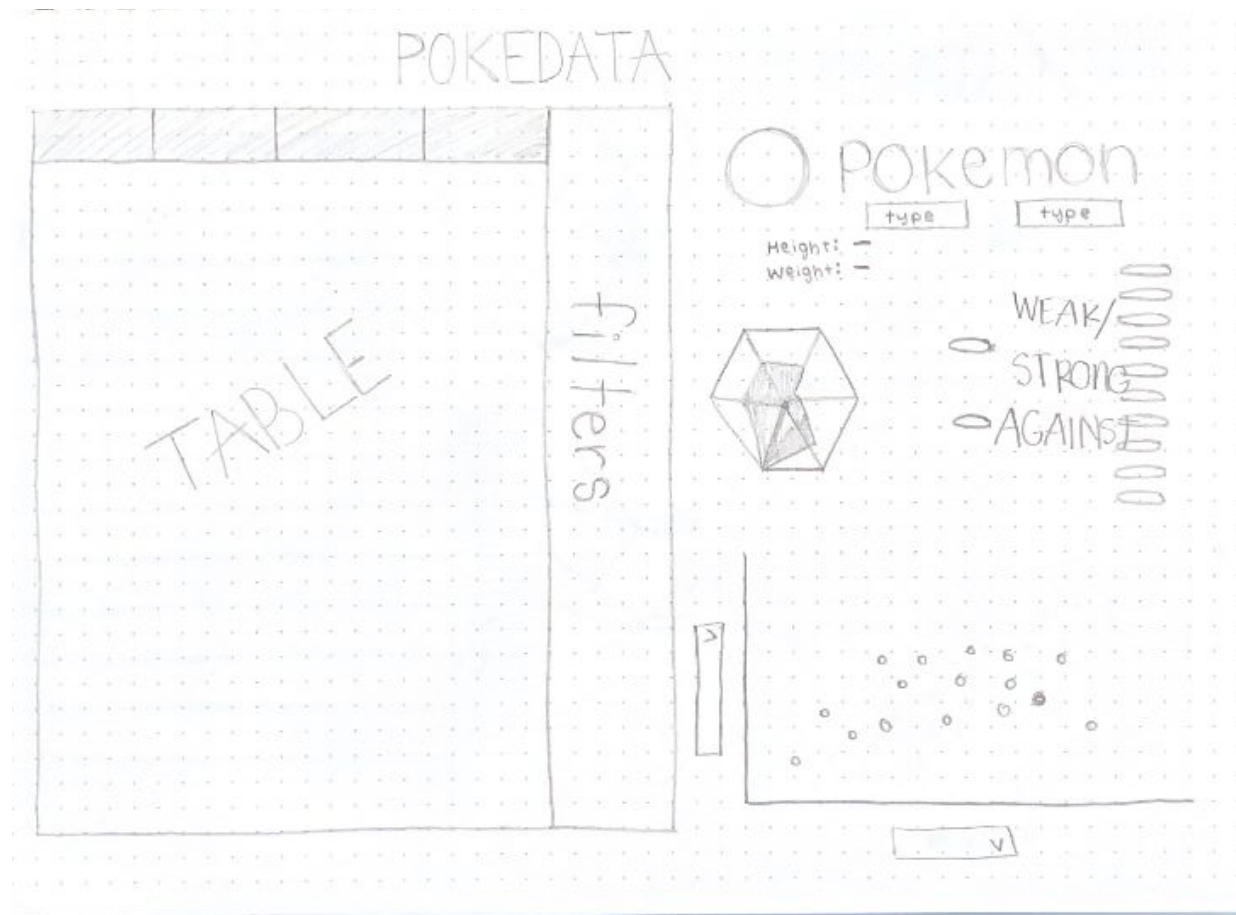 POKEDATA
TABLE
filters
Pokemon
type type
Height: -
Weight: -
WEAK/
STRONG
AGAINST
v
v